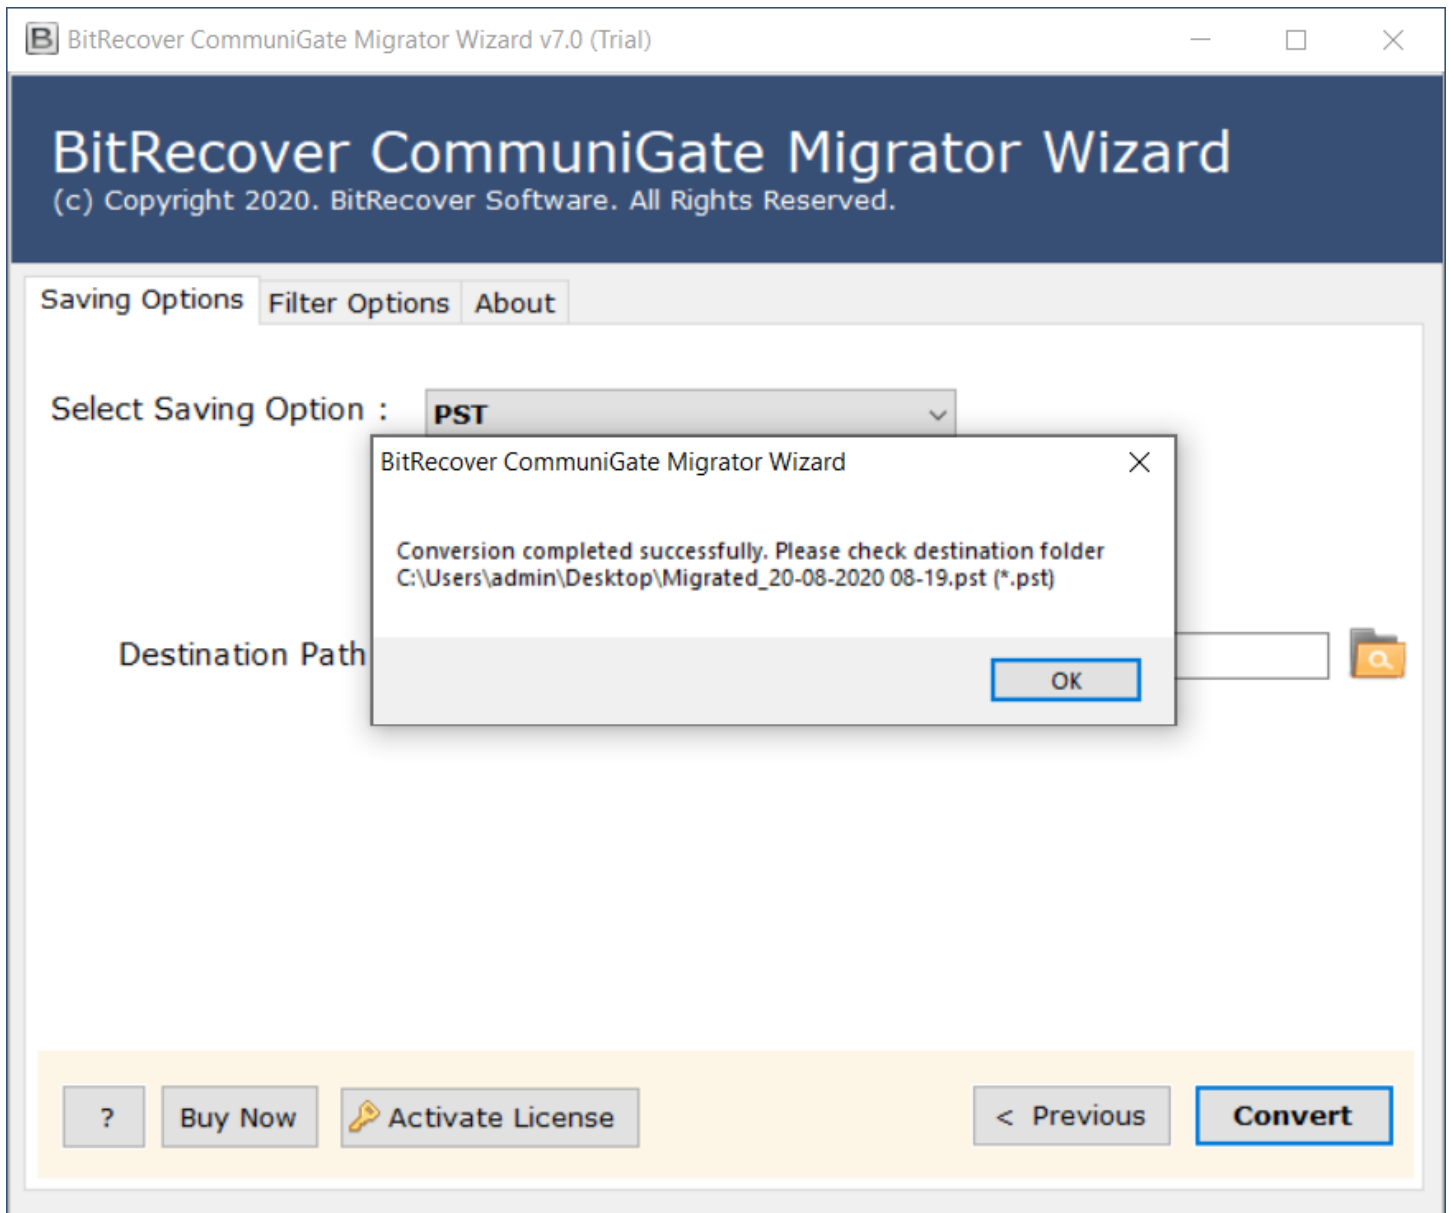 B BitRecover CommuniGate Migrator Wizard v7.0 (Trial)
BitRecover CommuniGate Migrator Wizard
(c) Copyright 2020. BitRecover Software. All Rights Reserved.
Saving Options Filter Options About
Select Saving Option : PST
BitRecover CommuniGate Migrator Wizard
Conversion completed successfully. Please check destination folder
C:\Users\admin\Desktop\Migrated_20-08-2020 08-19.pst (*.pst)
Destination Path
OK
? Buy Now Activate License < Previous Convert